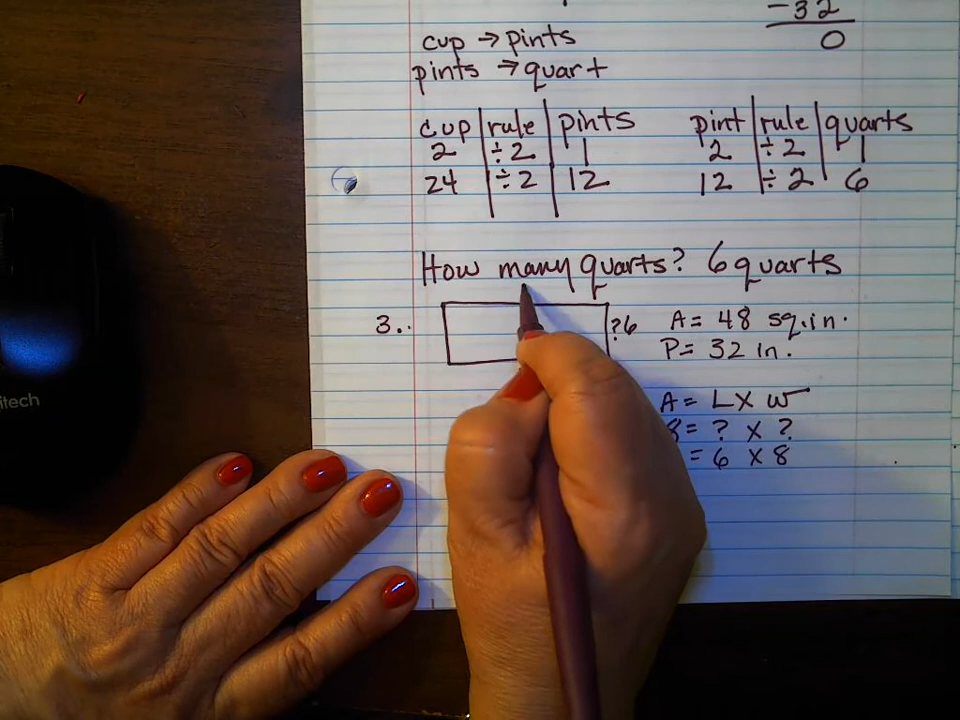 -32
0
cup → pints
pints → quart
cup rule pints
2 ÷2 1
24 ÷2 12
pint rule quarts
2 ÷2 1
12 ÷ 2 6
How many quarts? 6 quarts
3.. ?6
A = 48 sq.in.
P = 32 in.
A = L X W
8 = ? X ?
= 6 X 8
itech